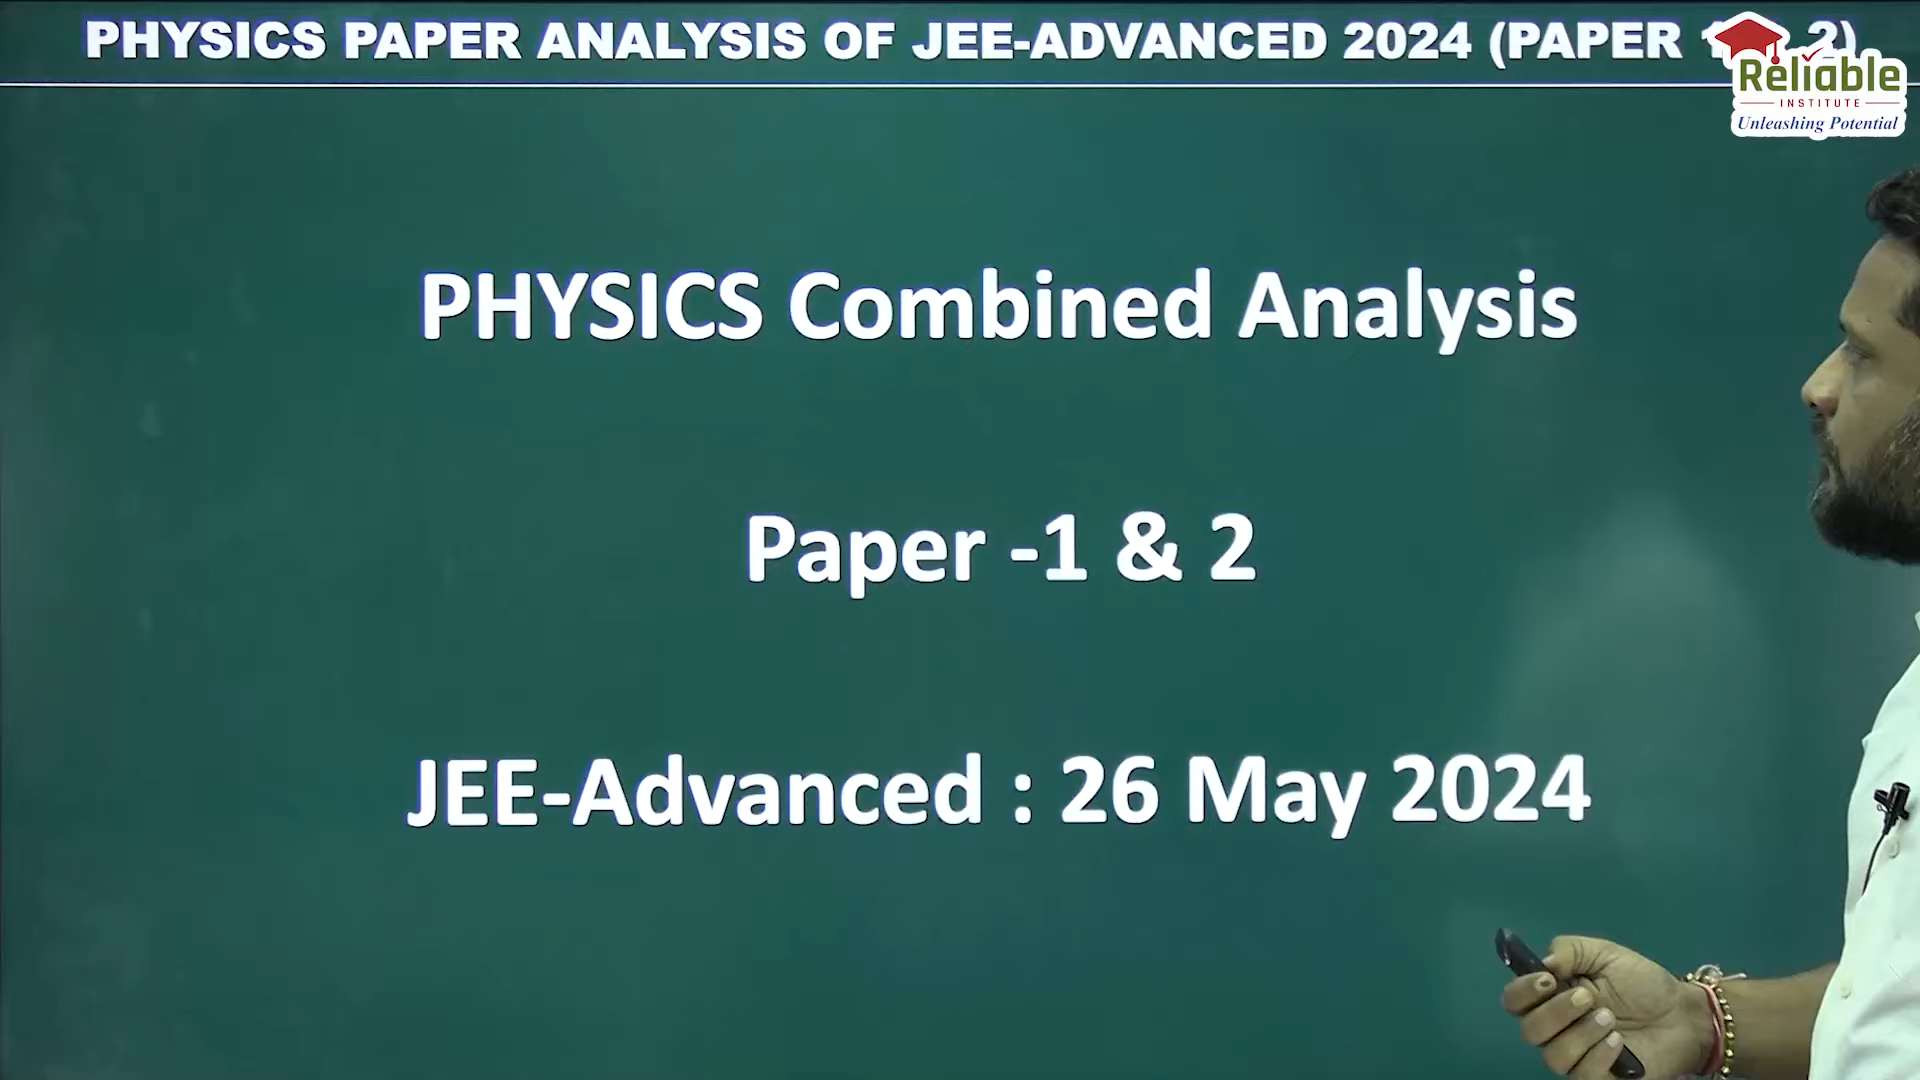 PHYSICS PAPER ANALYSIS OF JEE-ADVANCED 2024 (PAPER 2)
Reliable
INSTITUTE
Unleashing Potential
PHYSICS Combined Analysis
Paper -1 & 2
JEE-Advanced : 26 May 2024